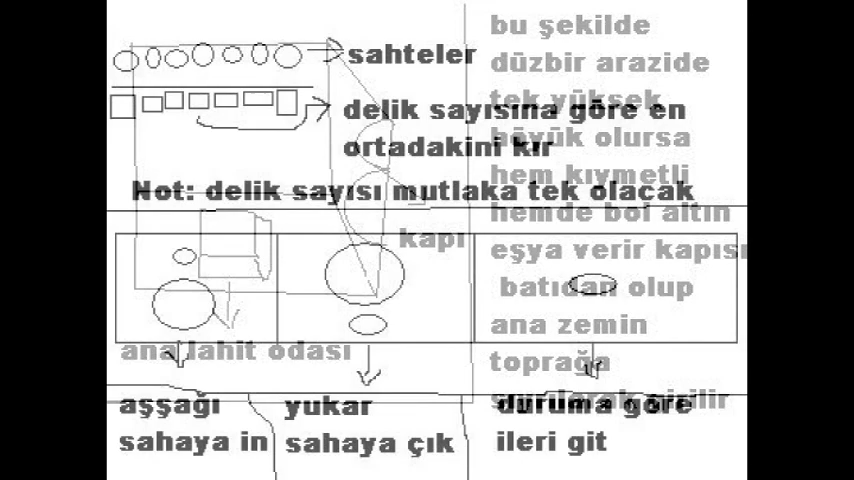 bu şekilde
düzbir arazide
tek yüksek
höyük olursa
hem kıymetli
hemde bol altın
eşya verir kapısı
batıdan olup
ana zemin
toprağa
sahteler
delik sayısına göre en
ortadakini kır
Not: delik sayısı mutlaka tek olacak
kapı
ana lahit odası
aşşağı
sahaya in
yukar
sahaya çık
duruma göre
ileri git